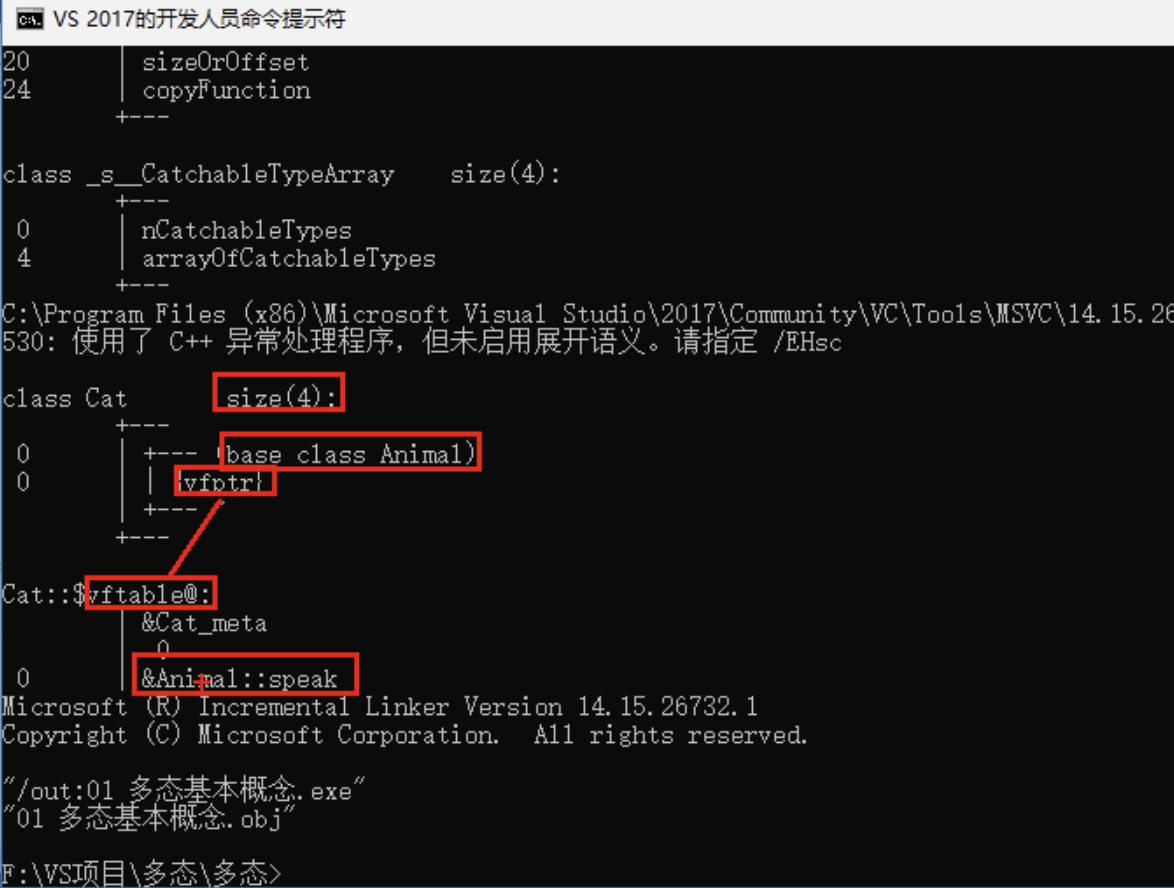 VS 2017的开发人员命令提示符
20 | sizeOrOffset
24 | copyFunction
+---
class _s__CatchableTypeArray size(4):
+---
0 | nCatchableTypes
4 | arrayOfCatchableTypes
+---
C:\Program Files (x86)\Microsoft Visual Studio\2017\Community\VC\Tools\MSVC\14.15.26
530: 使用了 C++ 异常处理程序，但未启用展开语义。请指定 /EHsc
class Cat size(4):
+---
0 | +--- (base class Animal)
0 | | {vfptr}
| +---
+---
Cat::$vftable@:
| &Cat_meta
| 0
0 | &Animal::speak
Microsoft (R) Incremental Linker Version 14.15.26732.1
Copyright (C) Microsoft Corporation. All rights reserved.
"/out:01 多态基本概念.exe"
"01 多态基本概念.obj"
F:\VS项目\多态\多态>